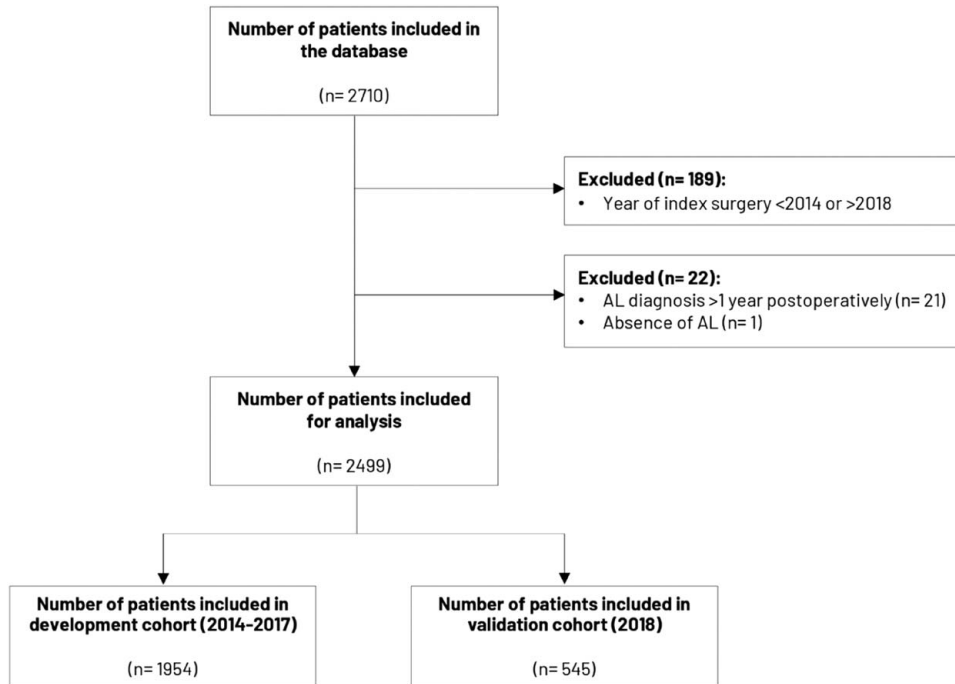 Number of patients included in
the database
(n= 2710)
Excluded (n= 189):
• Year of index surgery <2014 or >2018
Excluded (n= 22):
• AL diagnosis >1 year postoperatively (n= 21)
• Absence of AL (n= 1)
Number of patients included
for analysis
(n= 2499)
Number of patients included in
development cohort (2014-2017)
(n= 1954)
Number of patients included in
validation cohort (2018)
(n= 545)